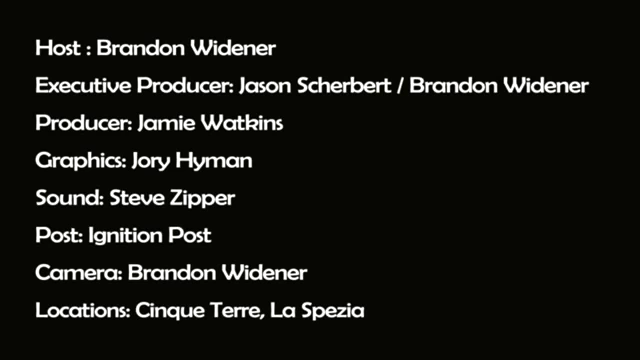 Host : Brandon Widener
Executive Producer: Jason Scherbert / Brandon Widener
Producer: Jamie Watkins
Graphics: Jory Hyman
Sound: Steve Zipper
Post: Ignition Post
Camera: Brandon Widener
Locations: Cinque Terre, La Spezia